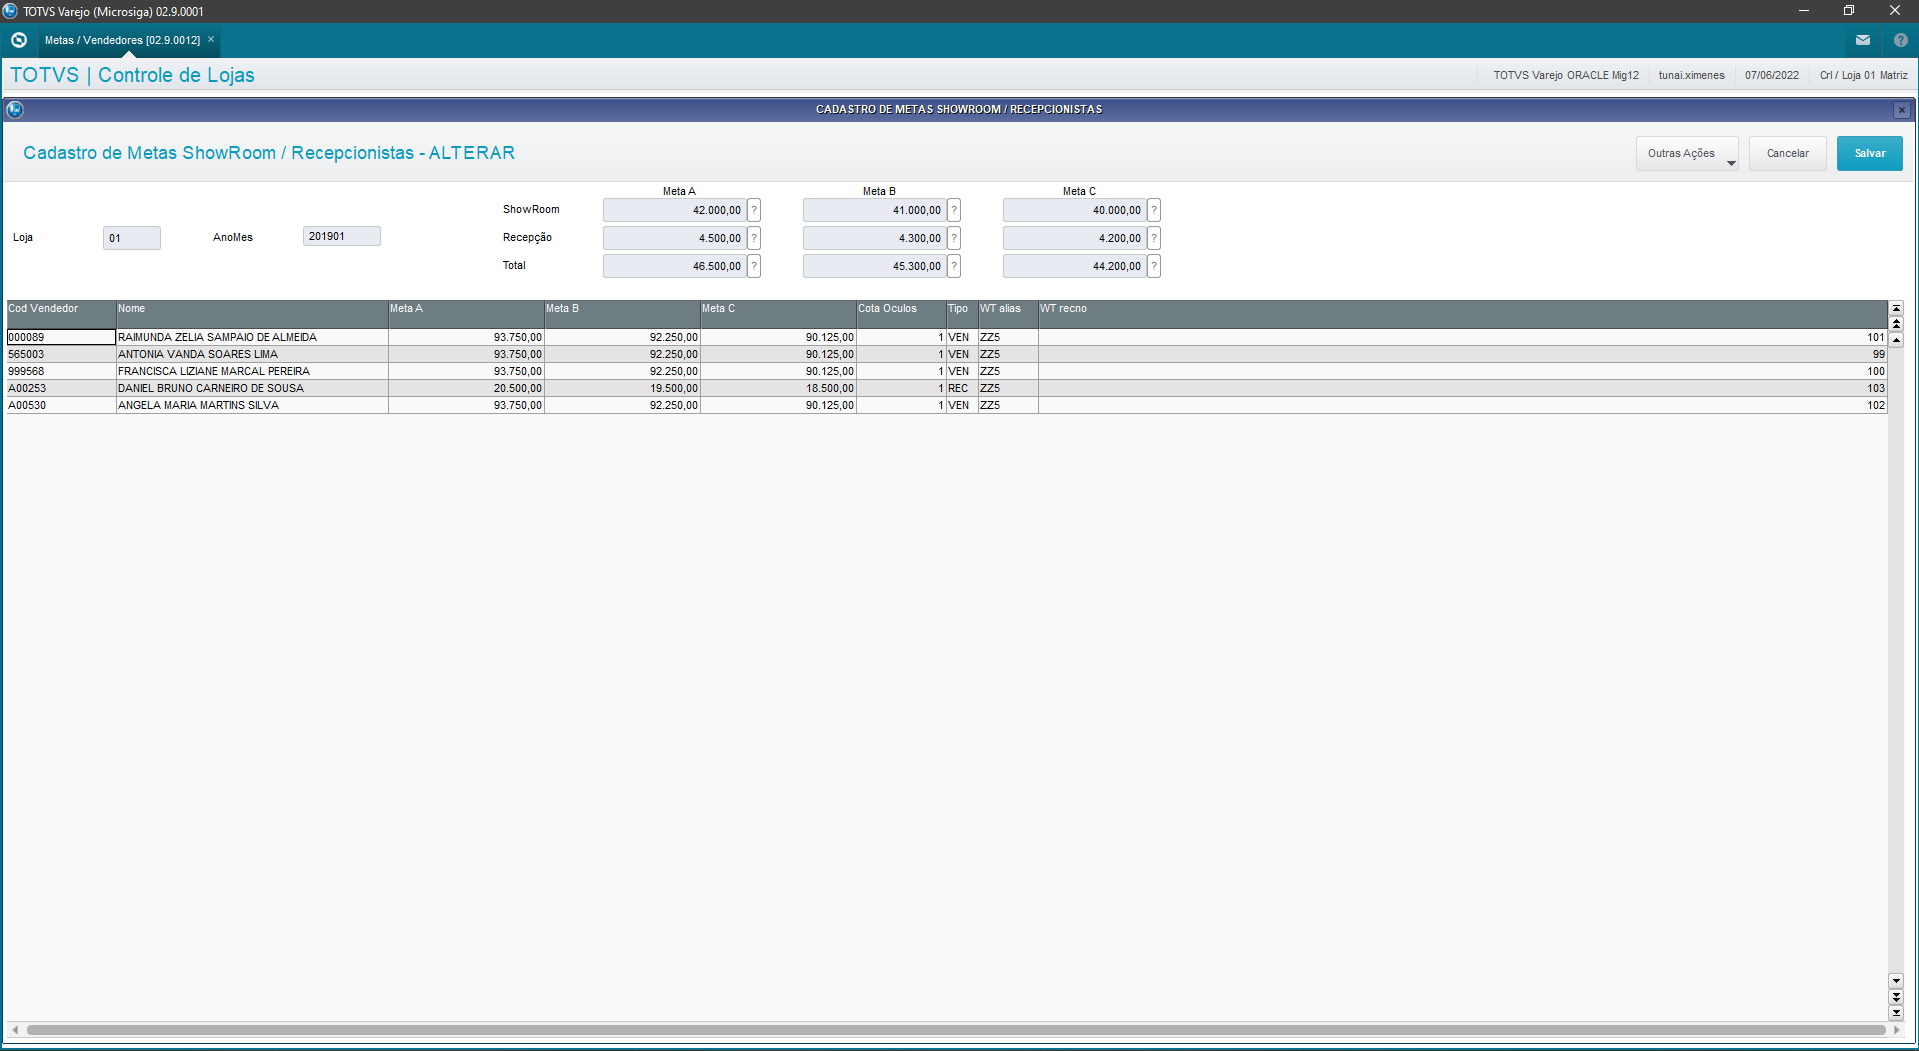 TOTVS Varejo (Microsiga) 02.9.0001
Metas / Vendedores [02.9.0012] ×
TOTVS | Controle de Lojas
TOTVS Varejo ORACLE Mig12 tunai.ximenes 07/06/2022 Crl / Loja 01 Matriz
CADASTRO DE METAS SHOWROOM / RECEPCIONISTAS
Cadastro de Metas ShowRoom / Recepcionistas - ALTERAR
Outras Ações Cancelar Salvar
Meta A Meta B Meta C
ShowRoom 42.000,00 ? 41.000,00 ? 40.000,00 ?
Loja 01 AnoMes 201901 Recepção 4.500,00 ? 4.300,00 ? 4.200,00 ?
Total 46.500,00 ? 45.300,00 ? 44.200,00 ?
Cod Vendedor Nome Meta A Meta B Meta C Cota Oculos Tipo WT alias WT recno
000089 RAIMUNDA ZELIA SAMPAIO DE ALMEIDA 93.750,00 92.250,00 90.125,00 1 VEN ZZ5 101
565003 ANTONIA VANDA SOARES LIMA 93.750,00 92.250,00 90.125,00 1 VEN ZZ5 99
999568 FRANCISCA LIZIANE MARCAL PEREIRA 93.750,00 92.250,00 90.125,00 1 VEN ZZ5 100
A00253 DANIEL BRUNO CARNEIRO DE SOUSA 20.500,00 19.500,00 18.500,00 1 REC ZZ5 103
A00530 ANGELA MARIA MARTINS SILVA 93.750,00 92.250,00 90.125,00 1 VEN ZZ5 102